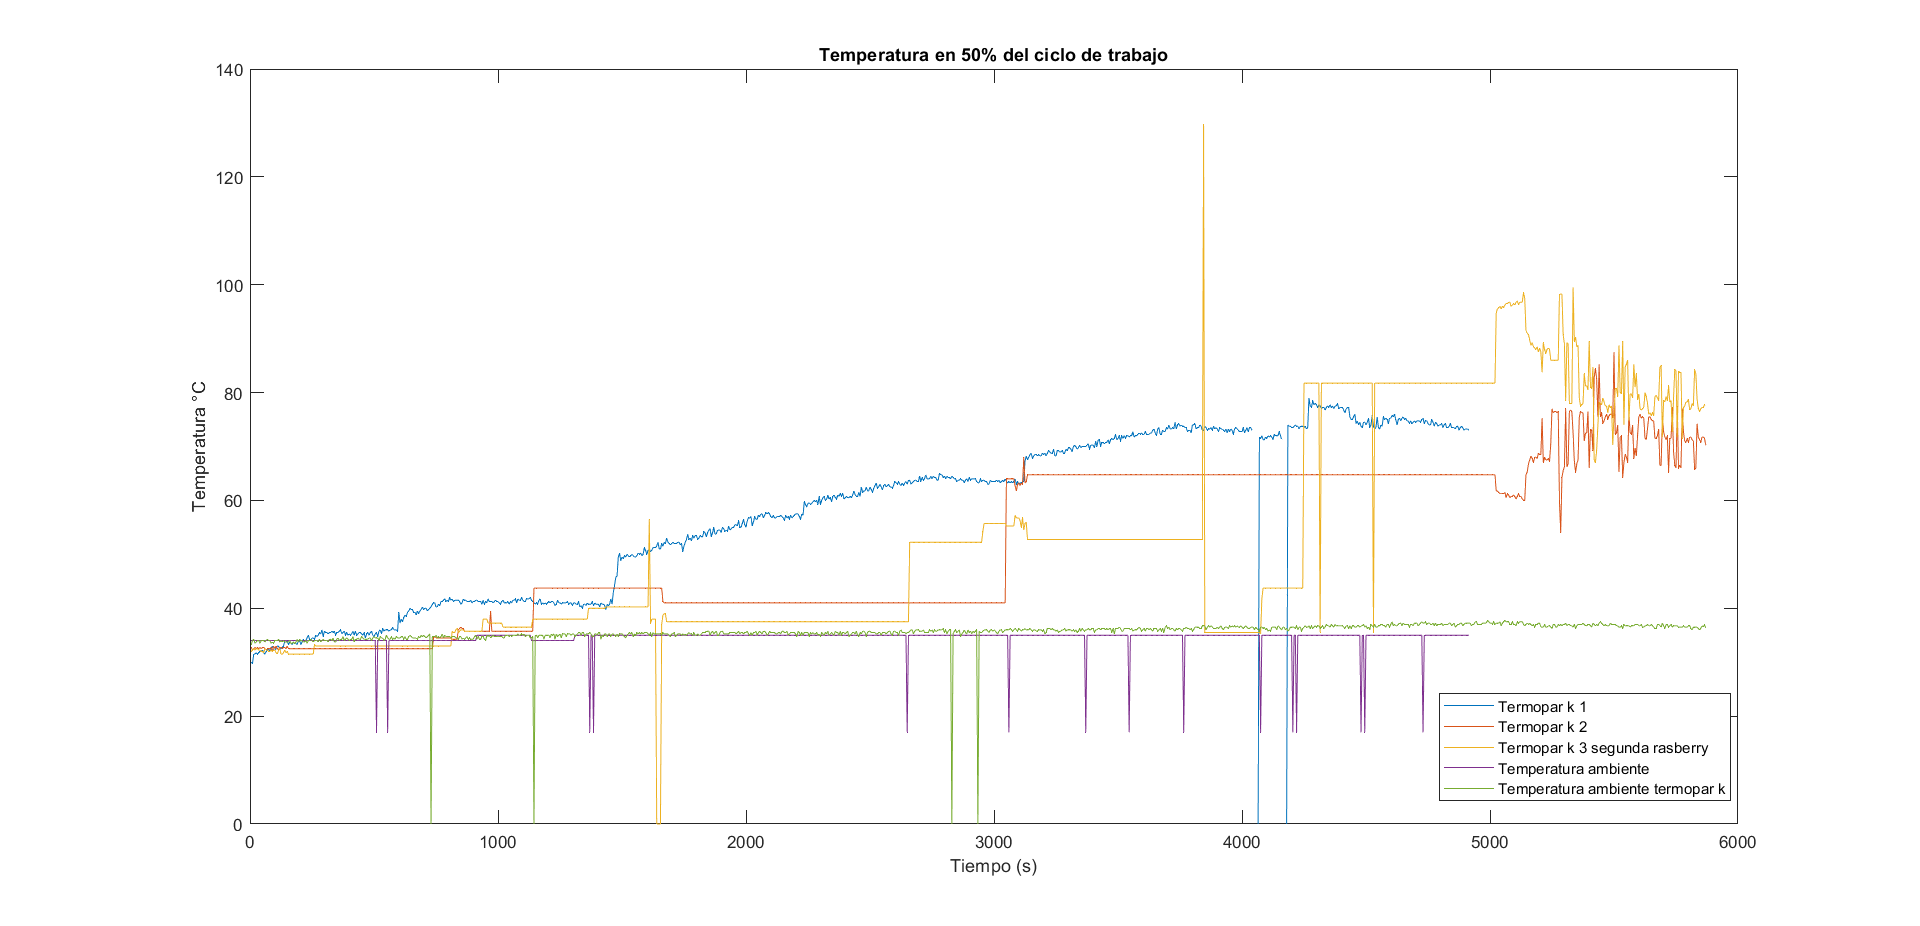 Temperatura en 50% del ciclo de trabajo
140
120
100
80
60
40
20
0
Temperatura °C
0 1000 2000 3000 4000 5000 6000
Tiempo (s)
Termopar k 1
Termopar k 2
Termopar k 3 segunda rasberry
Temperatura ambiente
Temperatura ambiente termopar k